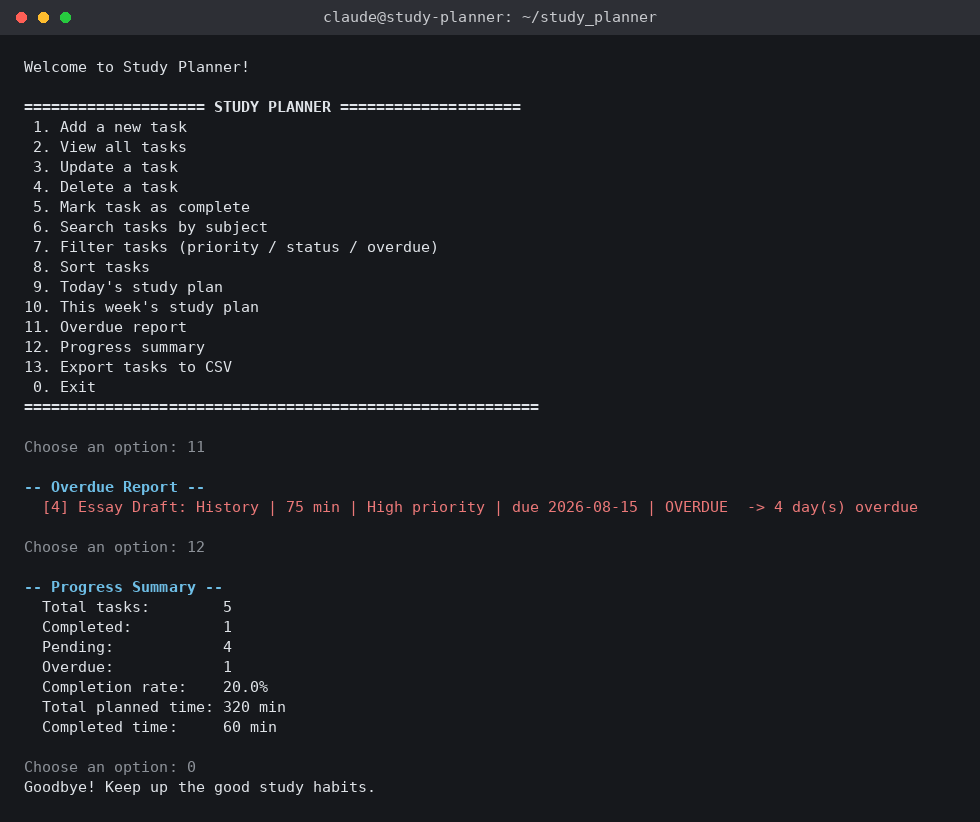 claude@study-planner: ~/study_planner
Welcome to Study Planner!
==================== STUDY PLANNER ====================
 1. Add a new task
 2. View all tasks
 3. Update a task
 4. Delete a task
 5. Mark task as complete
 6. Search tasks by subject
 7. Filter tasks (priority / status / overdue)
 8. Sort tasks
 9. Today's study plan
10. This week's study plan
11. Overdue report
12. Progress summary
13. Export tasks to CSV
 0. Exit
=========================================================
Choose an option: 11
-- Overdue Report --
  [4] Essay Draft: History | 75 min | High priority | due 2026-08-15 | OVERDUE  -> 4 day(s) overdue
Choose an option: 12
-- Progress Summary --
  Total tasks:        5
  Completed:          1
  Pending:            4
  Overdue:            1
  Completion rate:    20.0%
  Total planned time: 320 min
  Completed time:     60 min
Choose an option: 0
Goodbye! Keep up the good study habits.